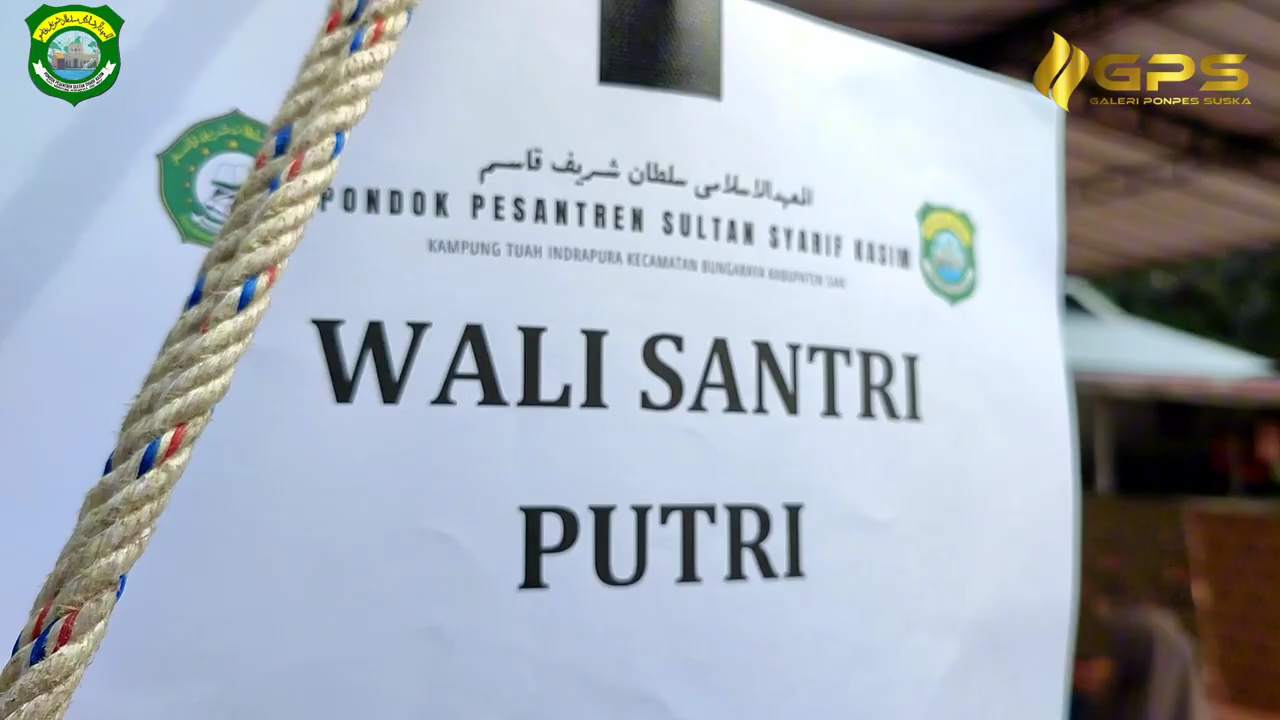 GPS
GALERI PONPES SUSKA
المعهد الاسلامي سلطان شريف قاسم
PONDOK PESANTREN SULTAN SYARIF KASIM
KAMPUNG TUAH INDRAPURA KECAMATAN BUNGARAYA KABUPATEN SIAK
WALI SANTRI
PUTRI